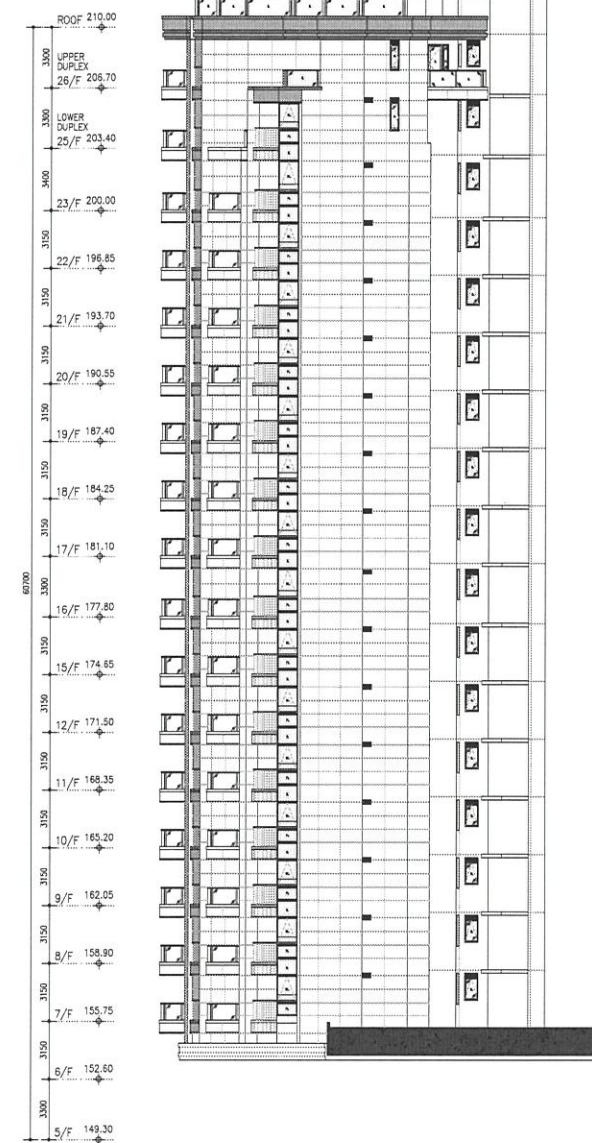 ROOF 210.00
3300
UPPER
DUPLEX
26/F 206.70
3300
LOWER
DUPLEX
25/F 203.40
3400
23/F 200.00
3150
22/F 196.85
3150
21/F 193.70
3150
20/F 190.55
3150
19/F 187.40
3150
18/F 184.25
3150
17/F 181.10
3300
16/F 177.80
3150
15/F 174.65
3150
12/F 171.50
3150
11/F 168.35
3150
10/F 165.20
3150
9/F 162.05
3150
8/F 158.90
3150
7/F 155.75
3150
6/F 152.60
3300
5/F 149.30
60700